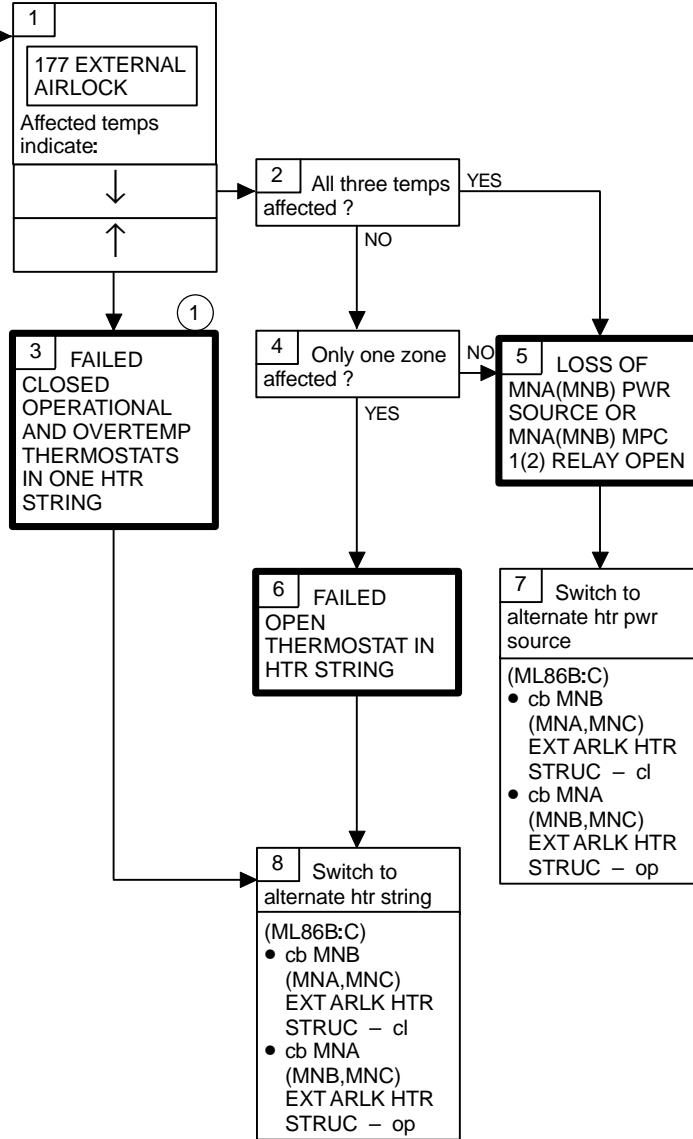 1
177 EXTERNAL
AIRLOCK
Affected temps
indicate:
↓
↑
2 All three temps
affected ?
YES
NO
1
3 FAILED
CLOSED
OPERATIONAL
AND OVERTEMP
THERMOSTATS
IN ONE HTR
STRING
4 Only one zone
affected ?
NO
YES
5 LOSS OF
MNA(MNB) PWR
SOURCE OR
MNA(MNB) MPC
1(2) RELAY OPEN
6 FAILED
OPEN
THERMOSTAT IN
HTR STRING
7 Switch to
alternate htr pwr
source
(ML86B:C)
• cb MNB
(MNA,MNC)
EXT ARLK HTR
STRUC – cl
• cb MNA
(MNB,MNC)
EXT ARLK HTR
STRUC – op
8 Switch to
alternate htr string
(ML86B:C)
• cb MNB
(MNA,MNC)
EXT ARLK HTR
STRUC – cl
• cb MNA
(MNB,MNC)
EXT ARLK HTR
STRUC – op